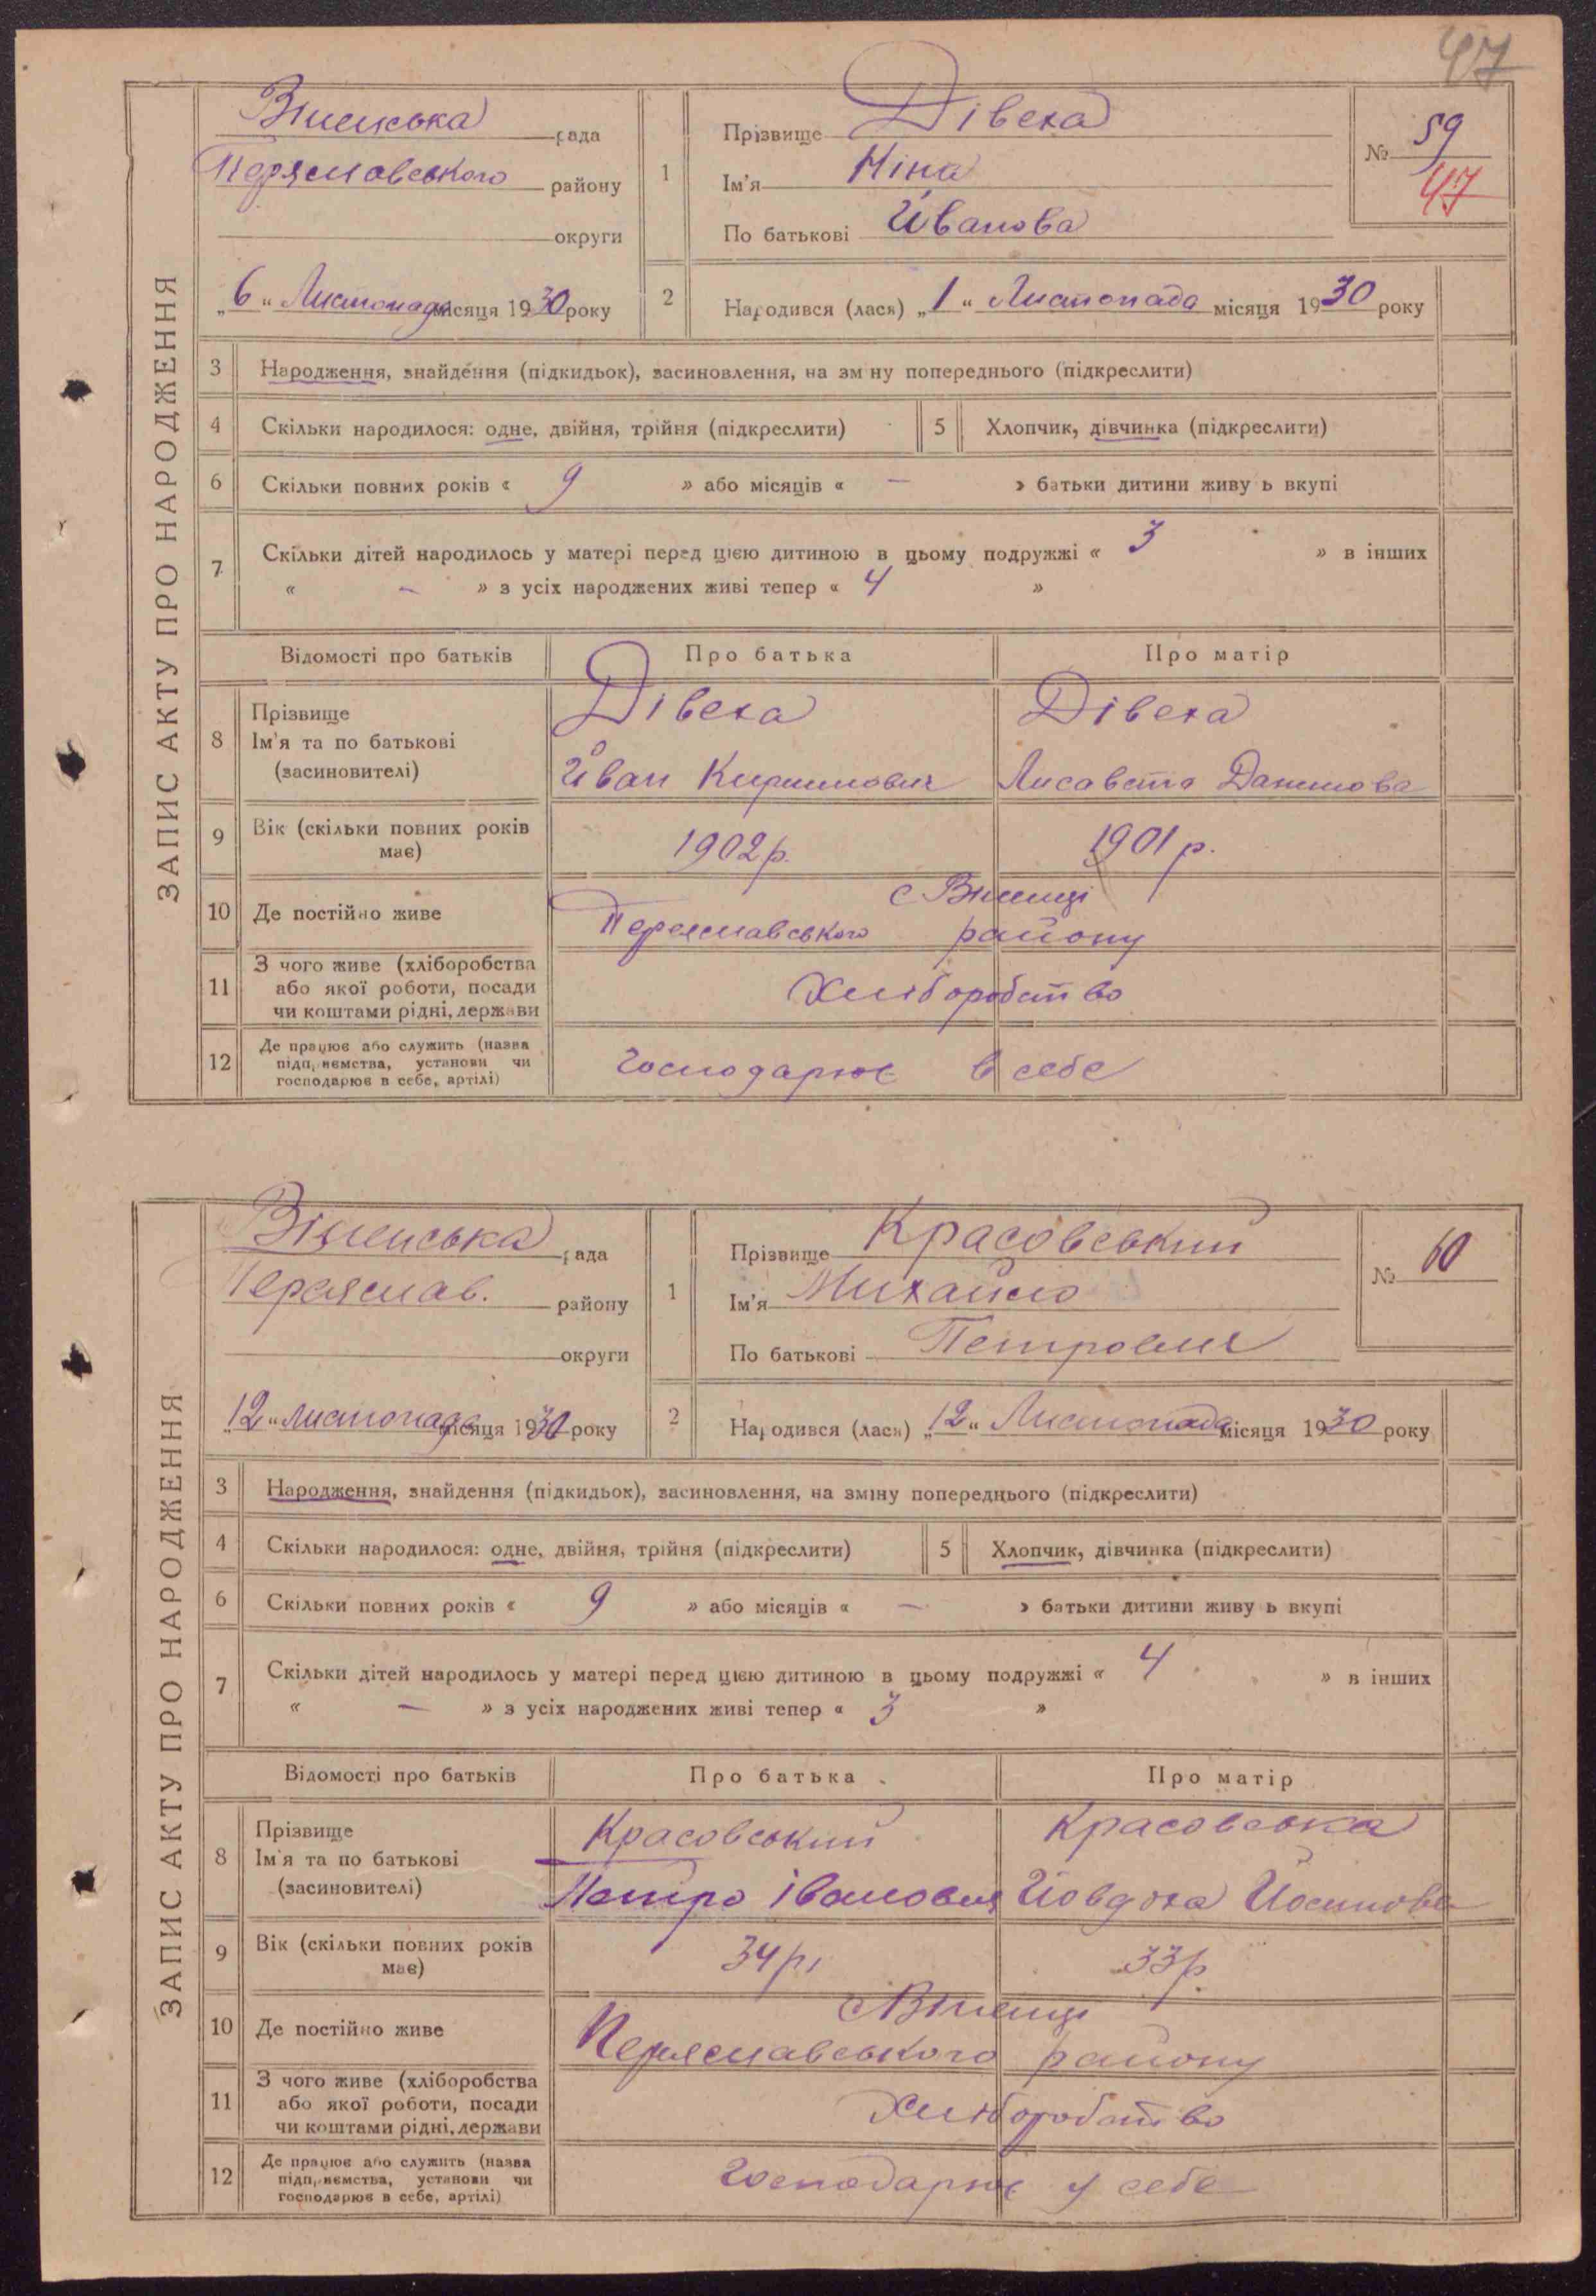 47
ЗАПИС АКТУ ПРО НАРОДЖЕННЯ
рада
Переяславського району
округи
„6“ Листопада місяця 1930 року
1
Прізвище Дівеха
Ім'я Ніна
По батькові Иванова
№ 59
47
2
Народився (лася) „1“ Листопада місяця 1930 року
3 Народження, знайдення (підкидьок), засиновлення, на зміну попереднього (підкреслити)
4 Скільки народилося: одне, двійня, трійня (підкреслити) 5 Хлопчик, дівчинка (підкреслити)
6 Скільки повних років « 9 » або місяців « — » батьки дитини живуть вкупі
7 Скільки дітей народилось у матері перед цією дитиною в цьому подружжі « 3 » в інших
« — » з усіх народжених живі тепер « 4 »
Відомості про батьків Про батька Про матір
8 Прізвище
Ім'я та по батькові
(засиновителі)
Дівеха Дівеха
Йван Кирилович Лисавета Данилова
9 Вік (скільки повних років
має)
1902 р. 1901 р.
10 Де постійно живе
Переяславського району
11 З чого живе (хліборобства
або якої роботи, посади
чи коштами рідні, держави
Хліборобство
12 Де працює або служить (назва
підприємства, установи чи
господарює в себе, артілі)
Господарює в себе
ЗАПИС АКТУ ПРО НАРОДЖЕННЯ
рада
Переяслав. району
округи
„12“ Листопада місяця 1930 року
1
Прізвище Красовський
Ім'я Михайло
По батькові Петрович
№ 60
2
Народився (лася) „12“ Листопада місяця 1930 року
3 Народження, знайдення (підкидьок), засиновлення, на зміну попереднього (підкреслити)
4 Скільки народилося: одне, двійня, трійня (підкреслити) 5 Хлопчик, дівчинка (підкреслити)
6 Скільки повних років « 9 » або місяців « — » батьки дитини живуть вкупі
7 Скільки дітей народилось у матері перед цією дитиною в цьому подружжі « 4 » в інших
« — » з усіх народжених живі тепер « 3 »
Відомості про батьків Про батька Про матір
8 Прізвище
Ім'я та по батькові
(засиновителі)
Красовський Красовська
Петро Іванович Йовдоха Йосипова
9 Вік (скільки повних років
має)
34 р. 33 р.
10 Де постійно живе
Переяславського району
11 З чого живе (хліборобства
або якої роботи, посади
чи коштами рідні, держави
Хліборобство
12 Де працює або служить (назва
підприємства, установи чи
господарює в себе, артілі)
Господарює у себе